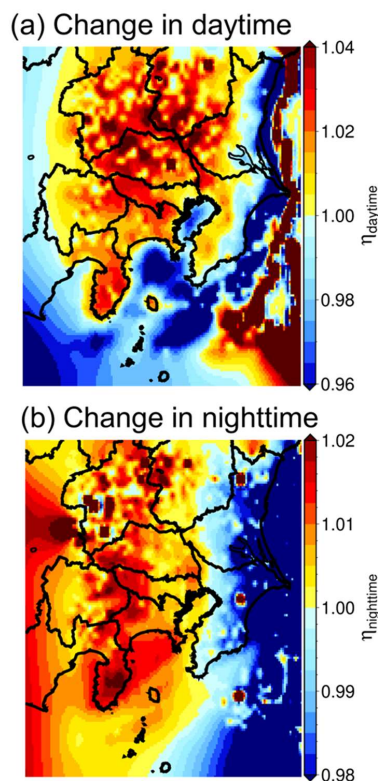 (a) Change in daytime
1.04
1.02
1.00
0.98
0.96
ηdaytime
(b) Change in nighttime
1.02
1.01
1.00
0.99
0.98
ηnighttime